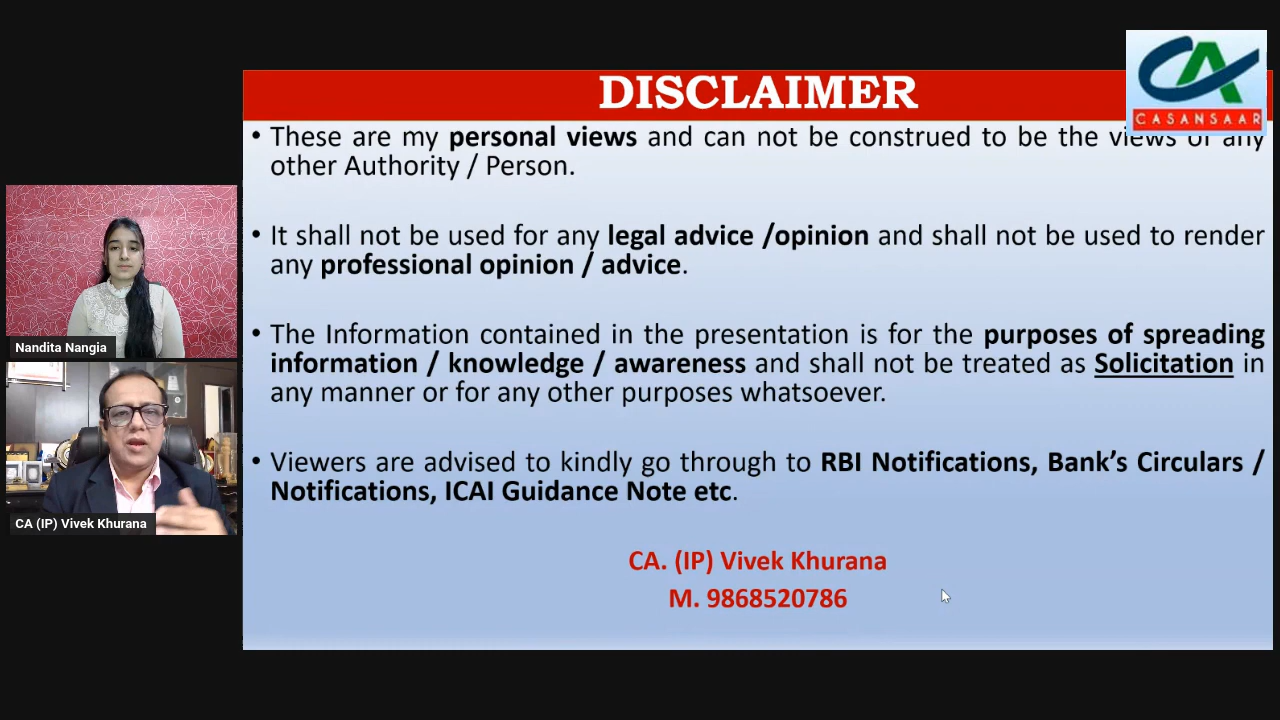 DISCLAIMER
CASANSAAR
• These are my personal views and can not be construed to be the views of any
other Authority / Person.
• It shall not be used for any legal advice /opinion and shall not be used to render
any professional opinion / advice.
• The Information contained in the presentation is for the purposes of spreading
information / knowledge / awareness and shall not be treated as Solicitation in
any manner or for any other purposes whatsoever.
• Viewers are advised to kindly go through to RBI Notifications, Bank's Circulars /
Notifications, ICAI Guidance Note etc.
CA. (IP) Vivek Khurana
M. 9868520786
Nandita Nangia
CA (IP) Vivek Khurana